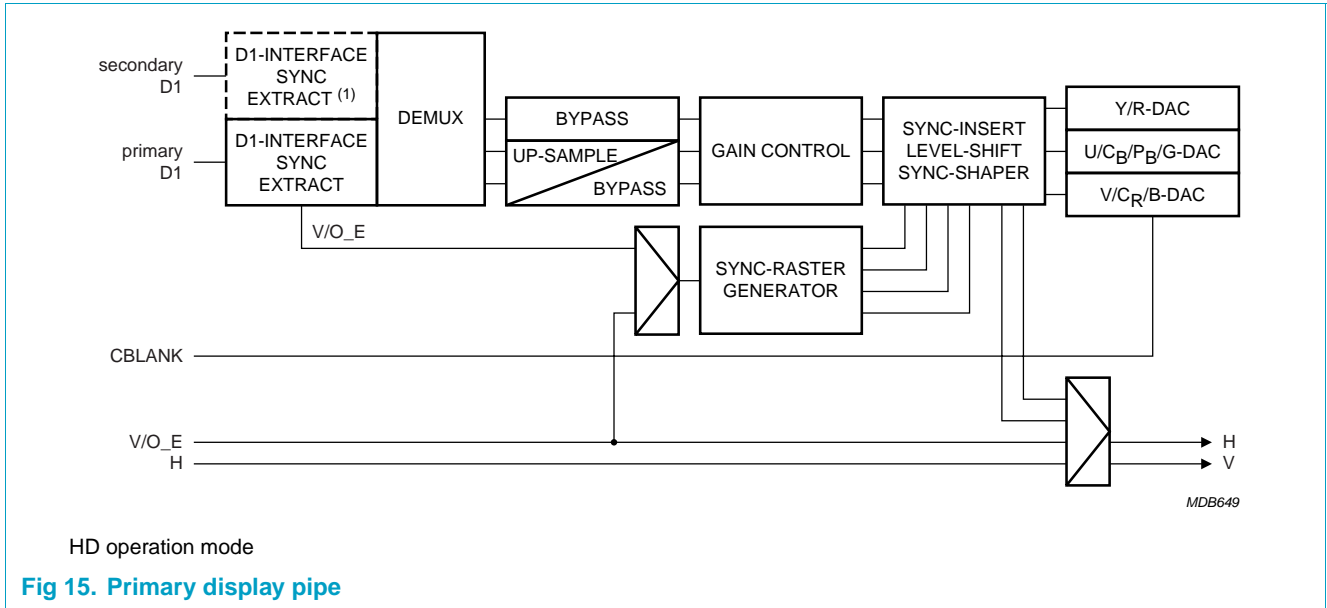 secondary
D1
D1-INTERFACE
SYNC
EXTRACT (1)
primary
D1
D1-INTERFACE
SYNC
EXTRACT
DEMUX
BYPASS
UP-SAMPLE
BYPASS
GAIN CONTROL
SYNC-INSERT
LEVEL-SHIFT
SYNC-SHAPER
Y/R-DAC
U/CB/PB/G-DAC
V/CR/B-DAC
V/O_E
SYNC-RASTER
GENERATOR
CBLANK
V/O_E
H
H
V
MDB649
HD operation mode
Fig 15. Primary display pipe